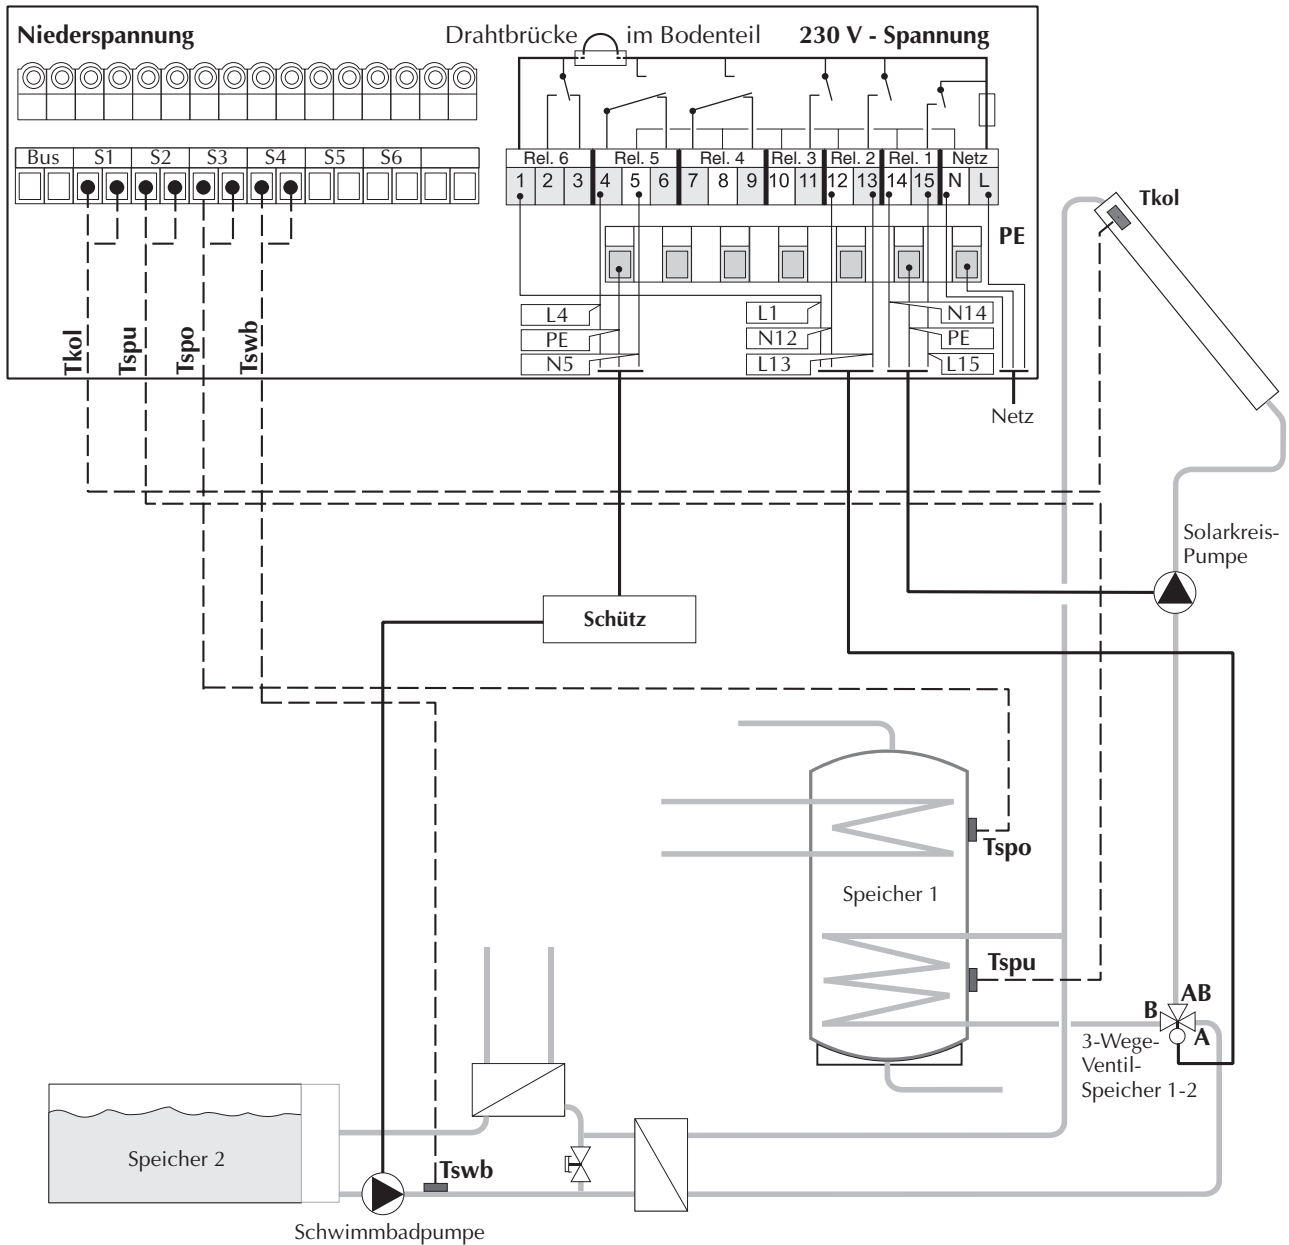 Niederspannung
Drahtbrücke im Bodenteil
230 V - Spannung
Bus S1 S2 S3 S4 S5 S6
Rel. 6 Rel. 5 Rel. 4 Rel. 3 Rel. 2 Rel. 1 Netz
1 2 3 4 5 6 7 8 9 10 11 12 13 14 15 N L
PE
Tkol
L4
PE
N5
L1
N12
L13
N14
PE
L15
Tkol
Tspu
Tspo
Tswb
Netz
Solarkreis-
Pumpe
Schütz
Tspo
Speicher 1
Tspu
B
AB
A
3-Wege-
Ventil-
Speicher 1-2
Speicher 2
Tswb
Schwimmbadpumpe